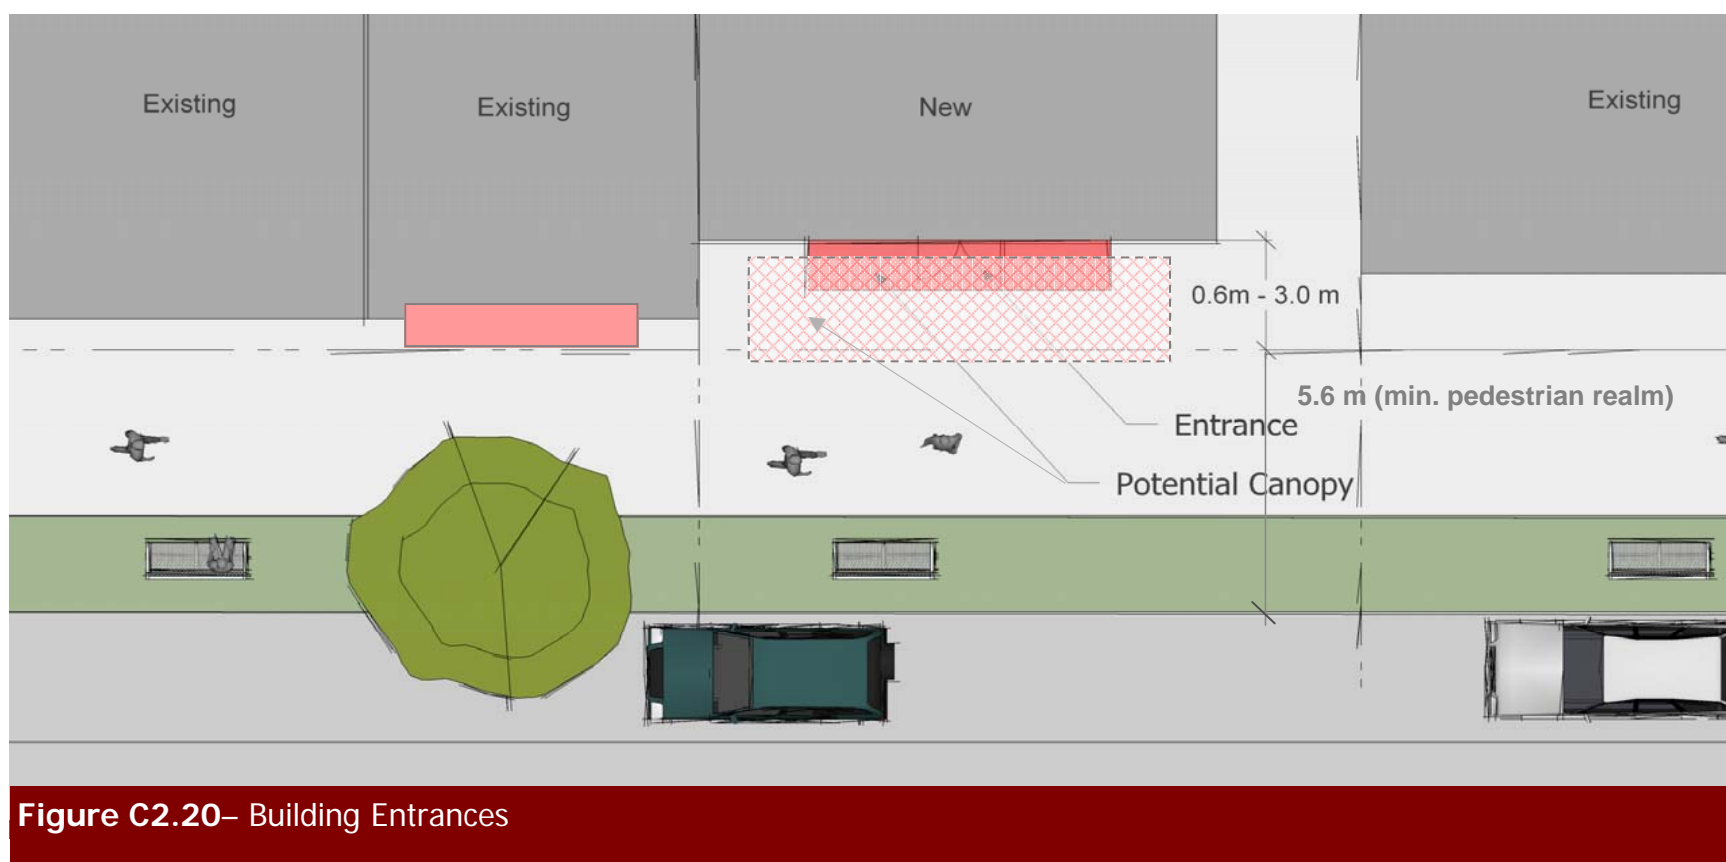 Existing
Existing
New
Existing
0.6m - 3.0 m
5.6 m (min. pedestrian realm)
Entrance
Potential Canopy
Figure C2.20– Building Entrances